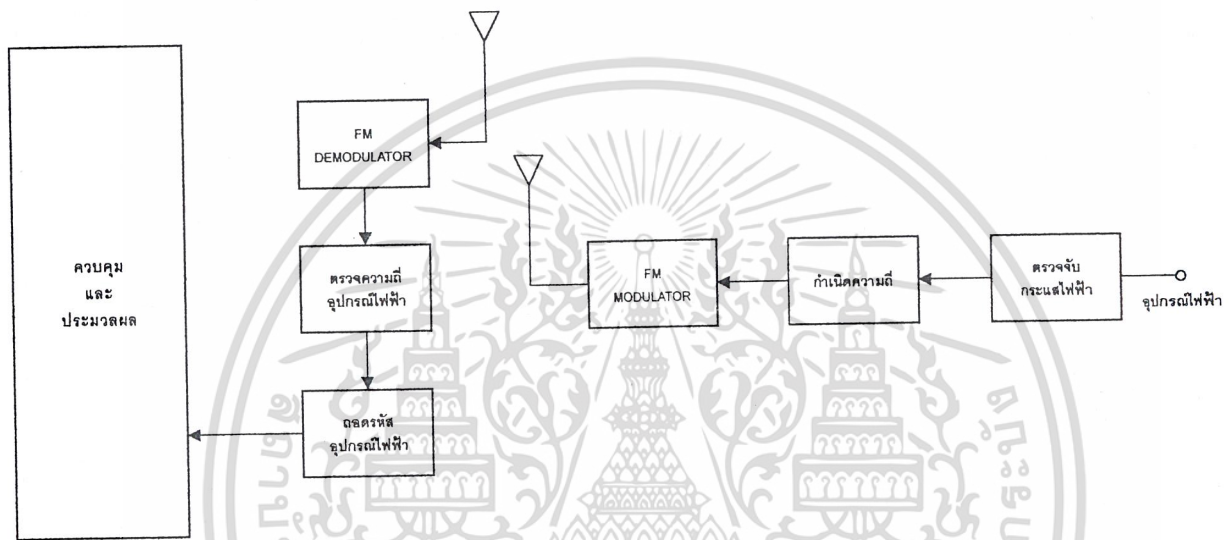 ควบคุม
และ
ประมวลผล
FM
DEMODULATOR
ตรวจความถี่
อุปกรณ์ไฟฟ้า
ถอดรหัส
อุปกรณ์ไฟฟ้า
FM
MODULATOR
กำเนิดความถี่
ตรวจจับ
กระแสไฟฟ้า
อุปกรณ์ไฟฟ้า